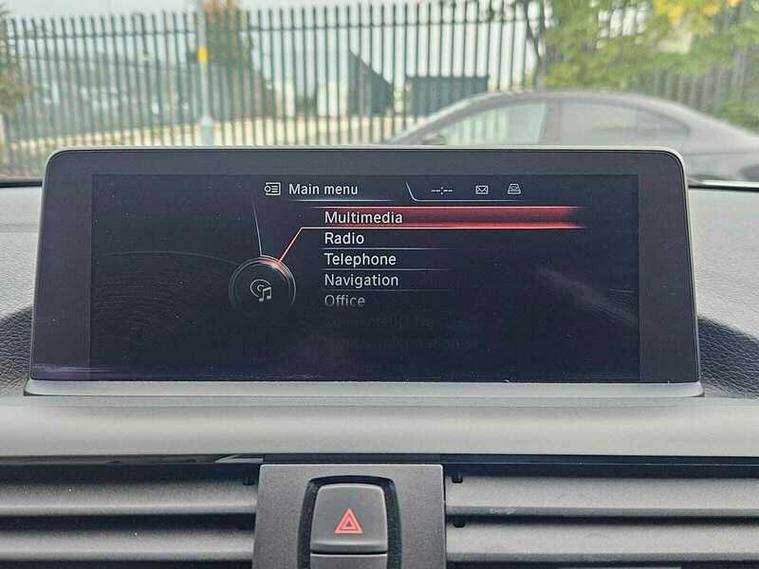 Main menu --:--
Multimedia
Radio
Telephone
Navigation
Office